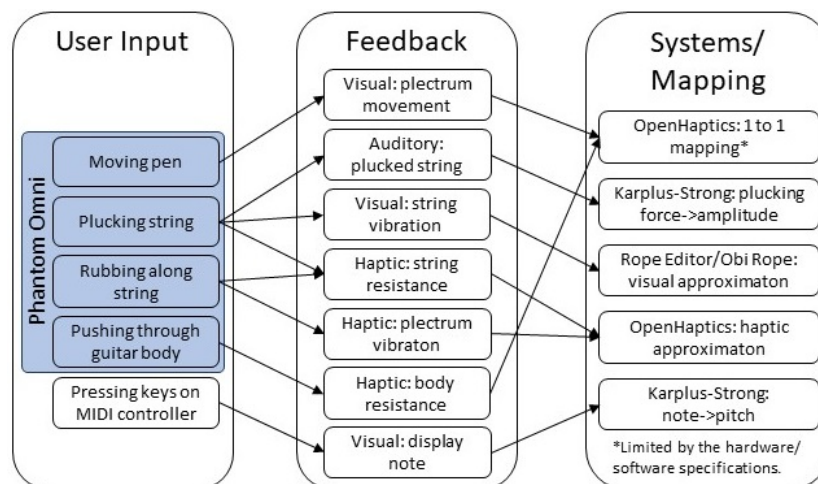 User Input
Phantom Omni
Moving pen
Plucking string
Rubbing along
string
Pushing through
guitar body
Pressing keys on
MIDI controller
Feedback
Visual: plectrum
movement
Auditory:
plucked string
Visual: string
vibration
Haptic: string
resistance
Haptic: plectrum
vibraton
Haptic: body
resistance
Visual: display
note
Systems/
Mapping
OpenHaptics: 1 to 1
mapping*
Karplus-Strong: plucking
force->amplitude
Rope Editor/Obi Rope:
visual approximaton
OpenHaptics: haptic
approximaton
Karplus-Strong:
note->pitch
*Limited by the hardware/
software specifications.